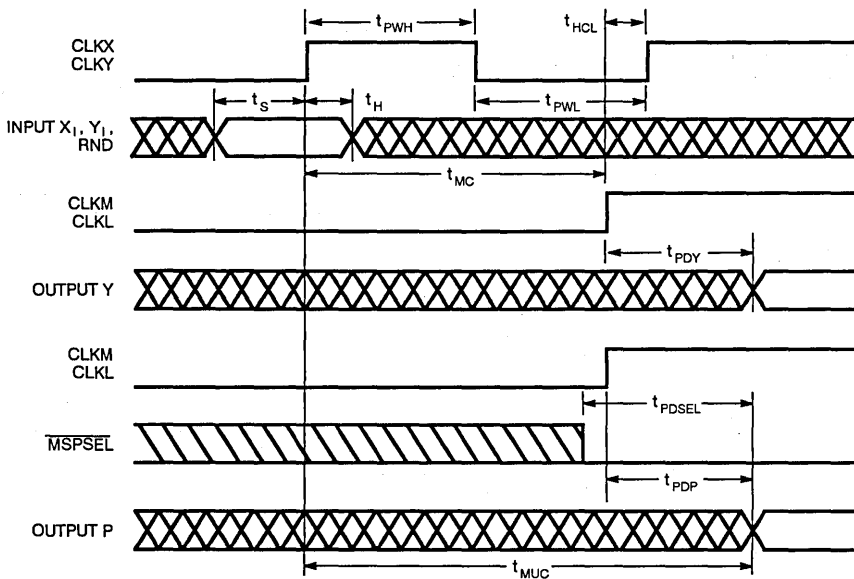 t_PWH
t_HCL
CLKX
CLKY
t_S
t_H
t_PWL
INPUT X_I, Y_I,
RND
t_MC
CLKM
CLKL
t_PDY
OUTPUT Y
CLKM
CLKL
t_PDSEL
MSPSEL
t_PDP
OUTPUT P
t_MUC